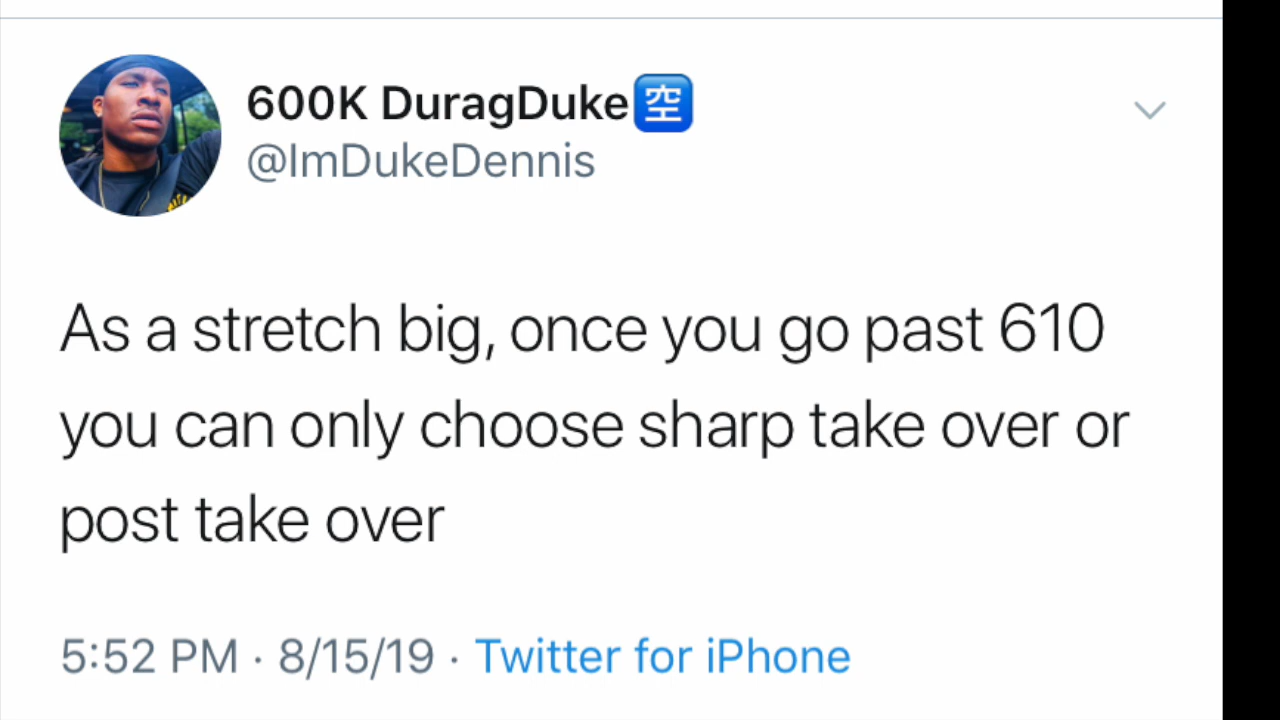 600K DuragDuke🈳
@ImDukeDennis
As a stretch big, once you go past 610
you can only choose sharp take over or
post take over
5:52 PM · 8/15/19 · Twitter for iPhone